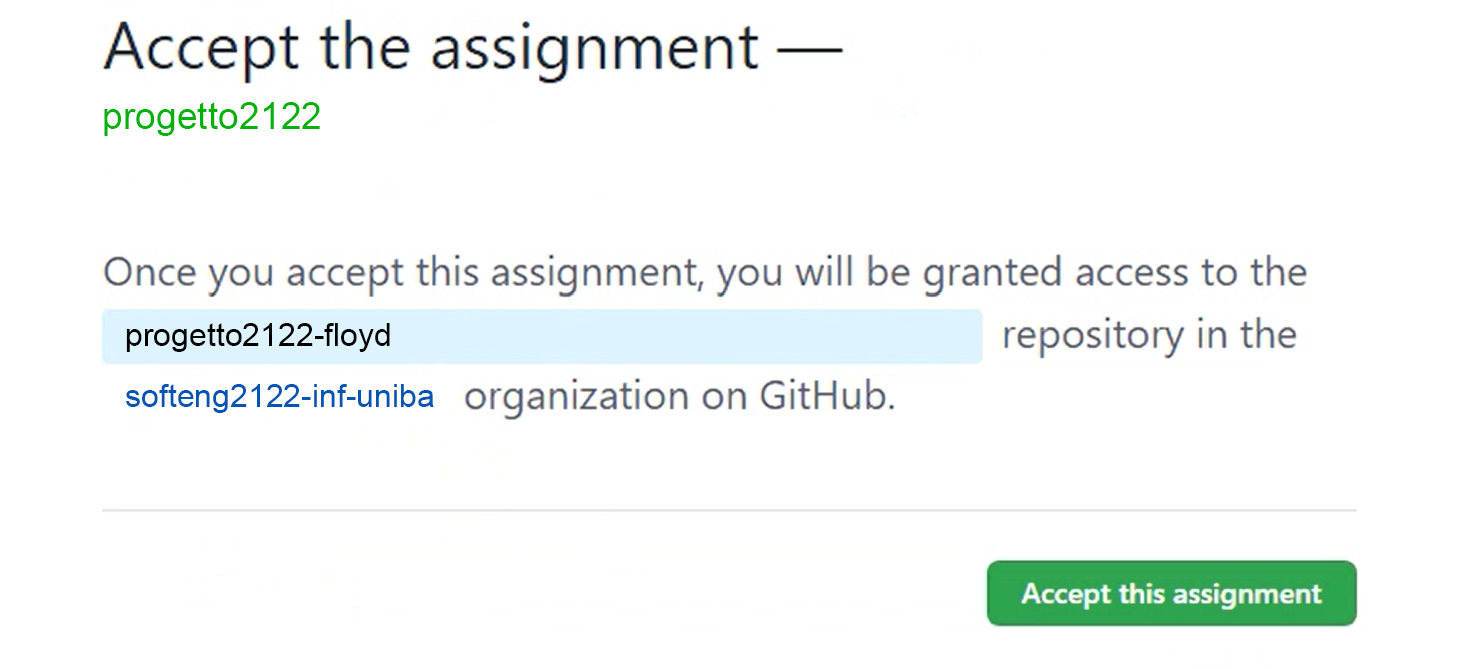 Accept the assignment —
progetto2122
Once you accept this assignment, you will be granted access to the
progetto2122-floyd repository in the
softeng2122-inf-uniba organization on GitHub.
Accept this assignment